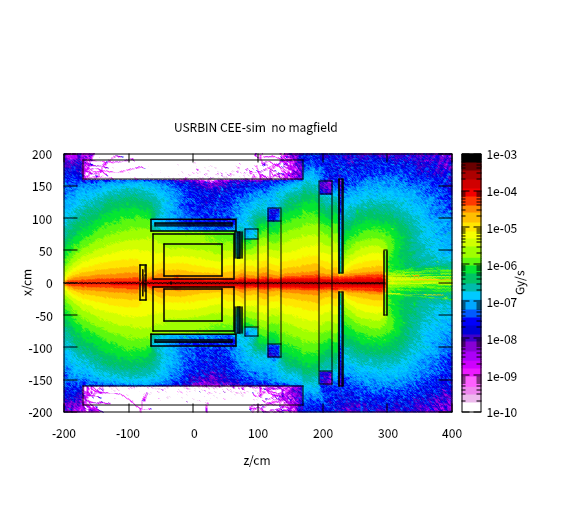 USRBIN CEE-sim no magfield
200
150
100
50
0
-50
-100
-150
-200
x/cm
-200 -100 0 100 200 300 400
z/cm
1e-03
1e-04
1e-05
1e-06
1e-07
1e-08
1e-09
1e-10
Gy/s